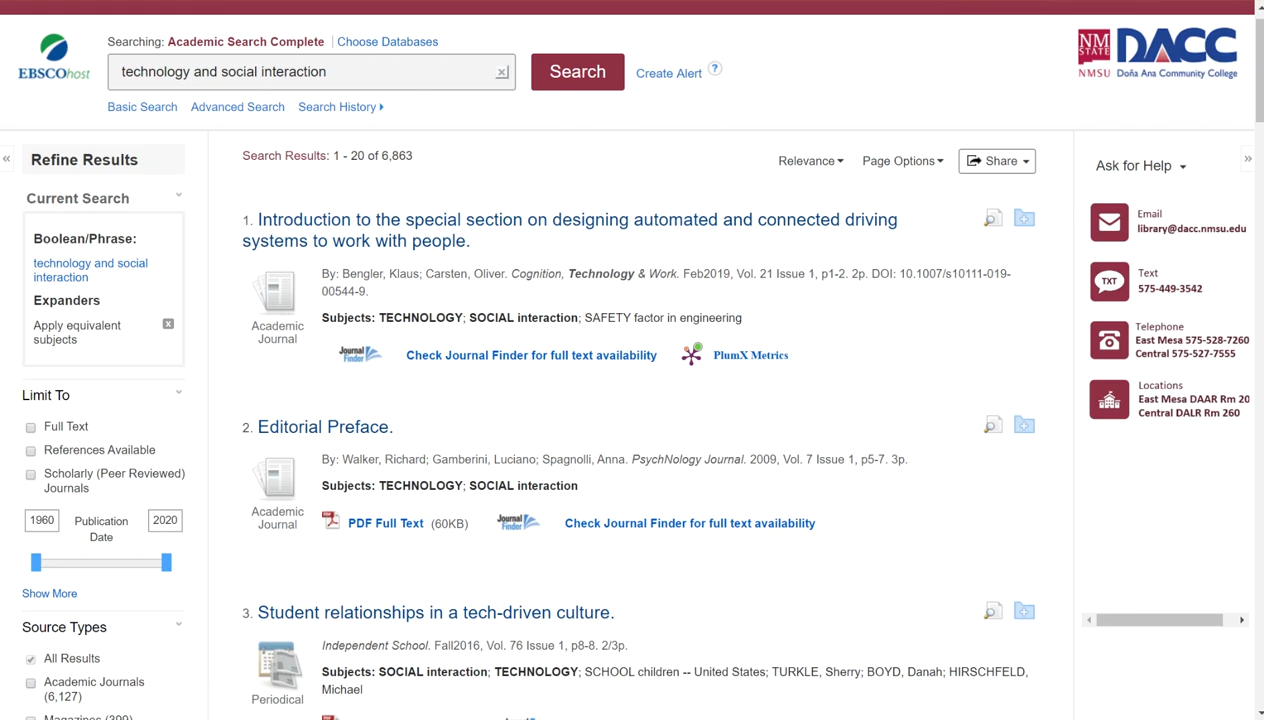 Searching: Academic Search Complete Choose Databases
EBSCOhost
technology and social interaction
Search
Create Alert
?
Basic Search Advanced Search Search History
NM
STATE
NMSU
DACC
Doña Ana Community College
Refine Results
Current Search
Boolean/Phrase:
technology and social
interaction
Expanders
Apply equivalent
subjects
Limit To
Full Text
References Available
Scholarly (Peer Reviewed)
Journals
1960 Publication 2020
Date
Show More
Source Types
All Results
Academic Journals
(6,127)
Magazines (399)
Search Results: 1 - 20 of 6,863
Relevance Page Options Share
1. Introduction to the special section on designing automated and connected driving
systems to work with people.
By: Bengler, Klaus; Carsten, Oliver. Cognition, Technology & Work. Feb2019, Vol. 21 Issue 1, p1-2. 2p. DOI: 10.1007/s10111-019-
00544-9.
Academic
Journal
Subjects: TECHNOLOGY; SOCIAL interaction; SAFETY factor in engineering
Journal
Finder
Check Journal Finder for full text availability
PlumX Metrics
2. Editorial Preface.
By: Walker, Richard; Gamberini, Luciano; Spagnolli, Anna. PsychNology Journal. 2009, Vol. 7 Issue 1, p5-7. 3p.
Subjects: TECHNOLOGY; SOCIAL interaction
Academic
Journal
PDF Full Text (60KB)
Journal
Finder
Check Journal Finder for full text availability
3. Student relationships in a tech-driven culture.
Independent School. Fall2016, Vol. 76 Issue 1, p8-8. 2/3p.
Subjects: SOCIAL interaction; TECHNOLOGY; SCHOOL children -- United States; TURKLE, Sherry; BOYD, Danah; HIRSCHFELD,
Michael
Periodical
Ask for Help
Email
library@dacc.nmsu.edu
TXT
Text
575-449-3542
Telephone
East Mesa 575-528-7260
Central 575-527-7555
Locations
East Mesa DAAR Rm 20
Central DALR Rm 260